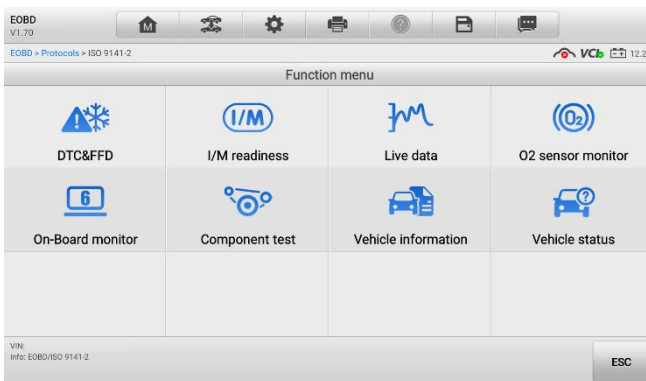 EOBD
V1.70
M
?
EOBD > Protocols > ISO 9141-2
VCb 12.2
Function menu
I/M
O2
DTC&FFD
I/M readiness
Live data
O2 sensor monitor
6
?
On-Board monitor
Component test
Vehicle information
Vehicle status
VIN:
Info: EOBD/ISO 9141-2
ESC